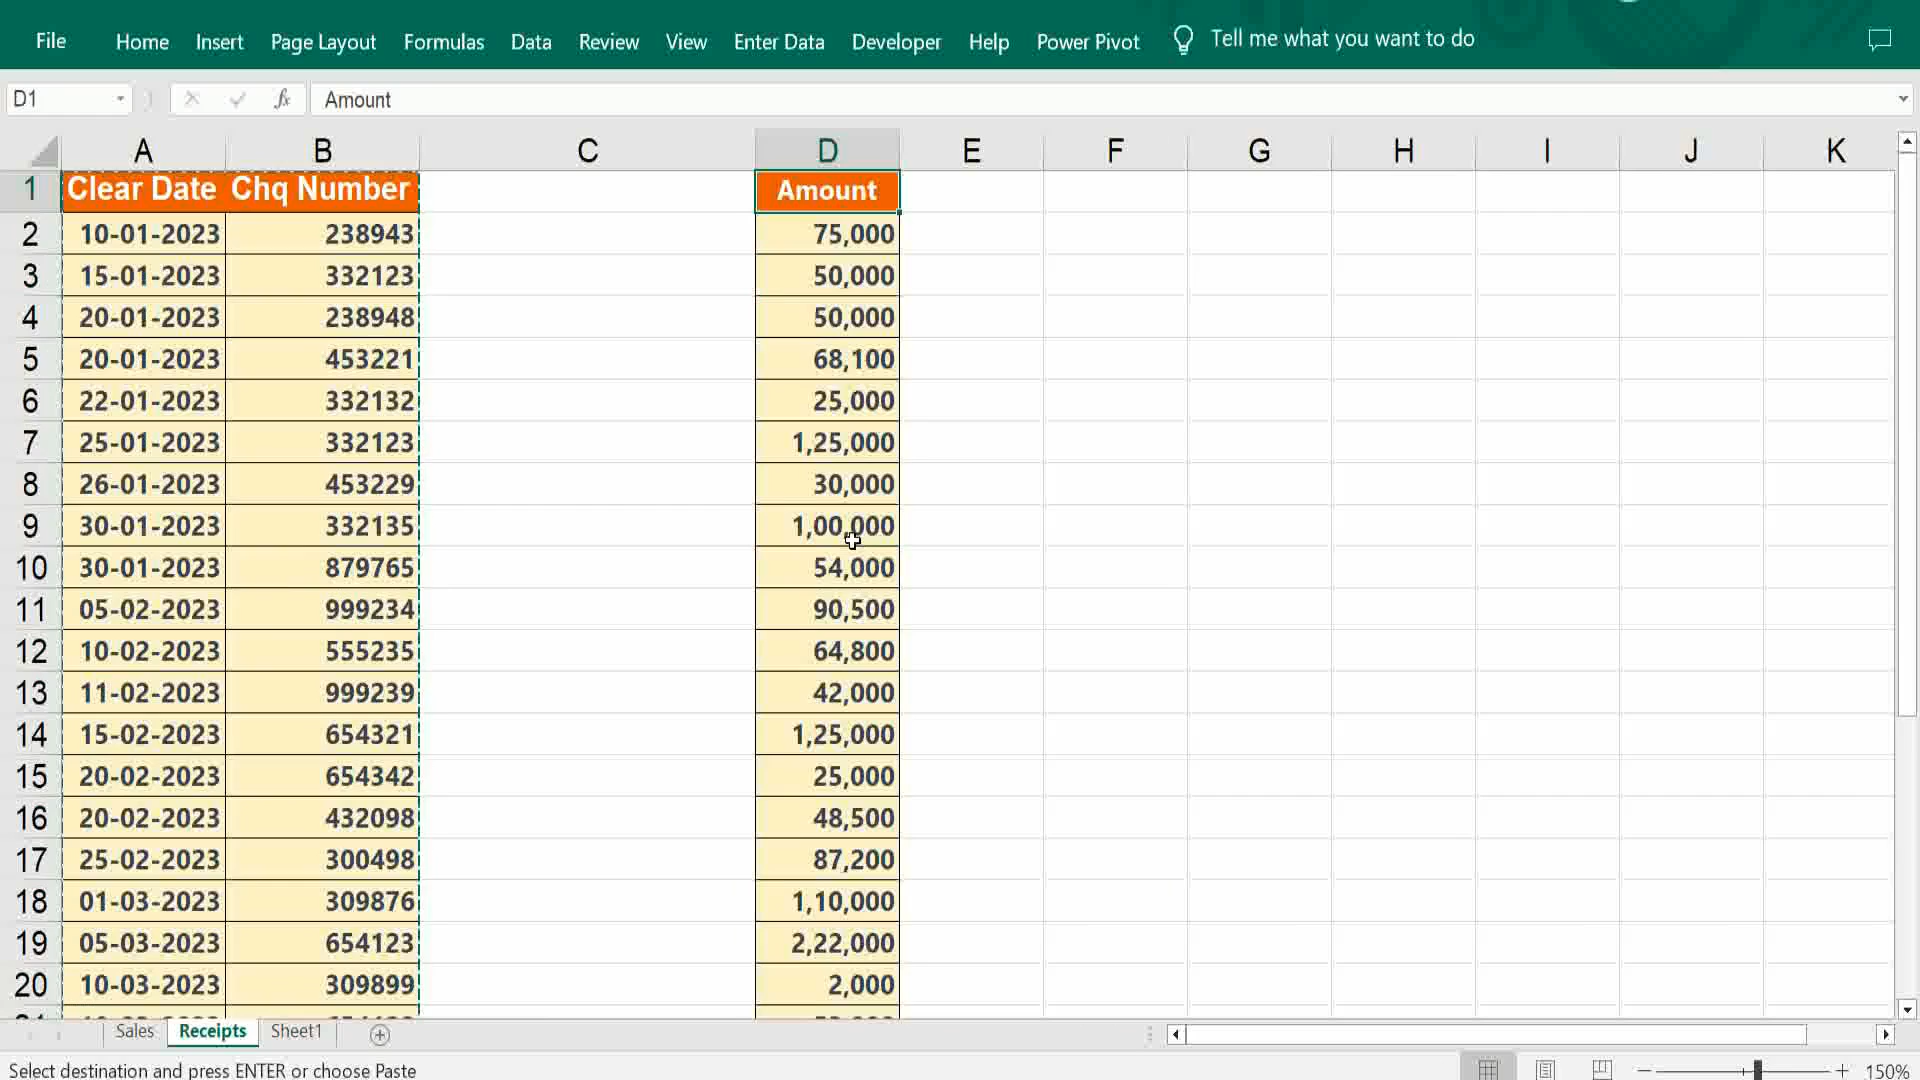 File Home Insert Page Layout Formulas Data Review View Enter Data Developer Help Power Pivot Tell me what you want to do
D1 fx Amount
A B C D E F G H I J K
1 Clear Date Chq Number Amount
2 10-01-2023 238943 75,000
3 15-01-2023 332123 50,000
4 20-01-2023 238948 50,000
5 20-01-2023 453221 68,100
6 22-01-2023 332132 25,000
7 25-01-2023 332123 1,25,000
8 26-01-2023 453229 30,000
9 30-01-2023 332135 1,00,000
10 30-01-2023 879765 54,000
11 05-02-2023 999234 90,500
12 10-02-2023 555235 64,800
13 11-02-2023 999239 42,000
14 15-02-2023 654321 1,25,000
15 20-02-2023 654342 25,000
16 20-02-2023 432098 48,500
17 25-02-2023 300498 87,200
18 01-03-2023 309876 1,10,000
19 05-03-2023 654123 2,22,000
20 10-03-2023 309899 2,000
Sales Receipts Sheet1
Select destination and press ENTER or choose Paste 150%